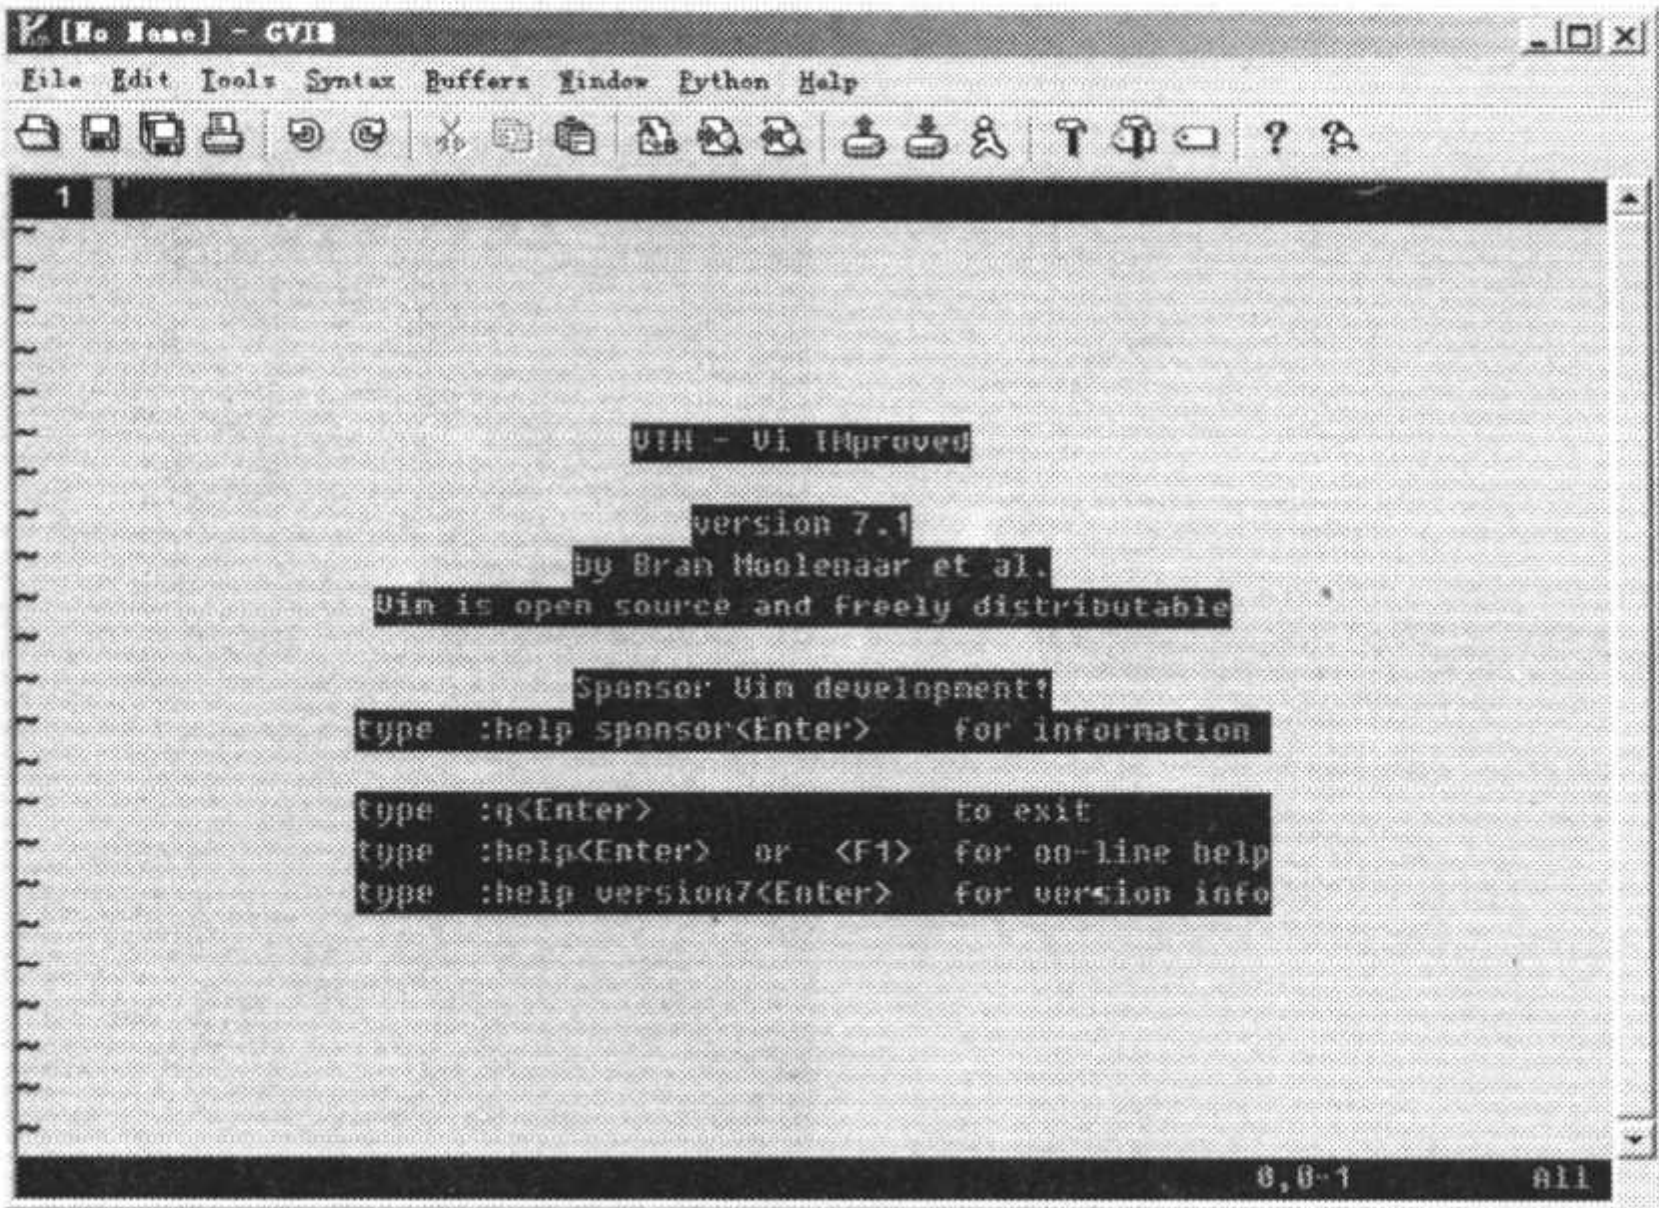 [No Name] - GVIM
File Edit Tools Syntax Buffers Window Python Help
1
~
~
~
~
~
~ VIM - Vi IMproved
~
~ version 7.1
~ by Bran Moolenaar et al.
~ Vim is open source and freely distributable
~
~ Sponsor Vim development!
~ type :help sponsor<Enter> for information
~
~ type :q<Enter> to exit
~ type :help<Enter> or <F1> for on-line help
~ type :help version7<Enter> for version info
~
~
~
~
~
~
0,0-1 All